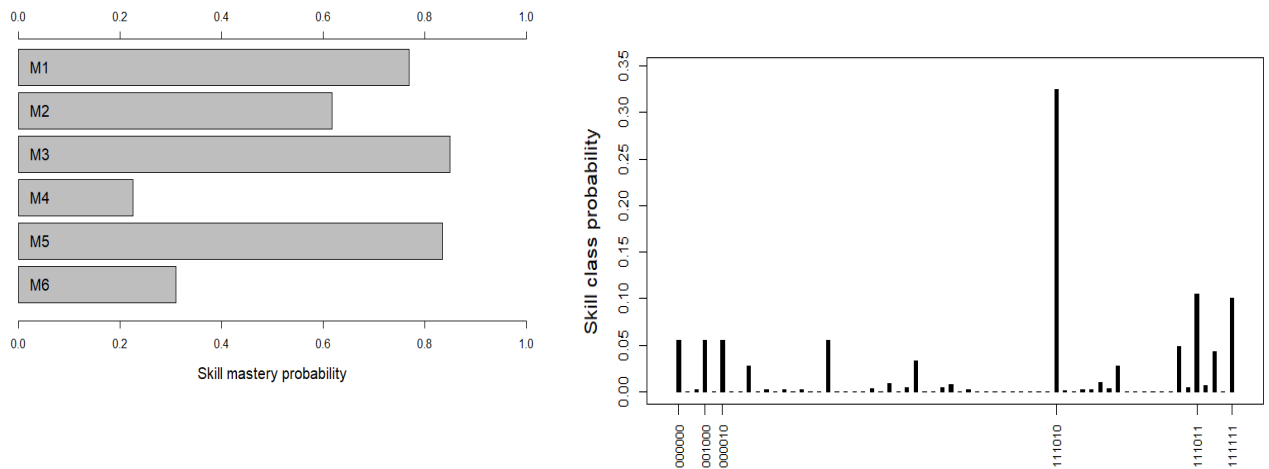 0.0 0.2 0.4 0.6 0.8 1.0
M1
M2
M3
M4
M5
M6
0.0 0.2 0.4 0.6 0.8 1.0
Skill mastery probability
Skill class probability
0.35
0.30
0.25
0.20
0.15
0.10
0.05
0.00
000000
001000
000010
111010
111011
111111